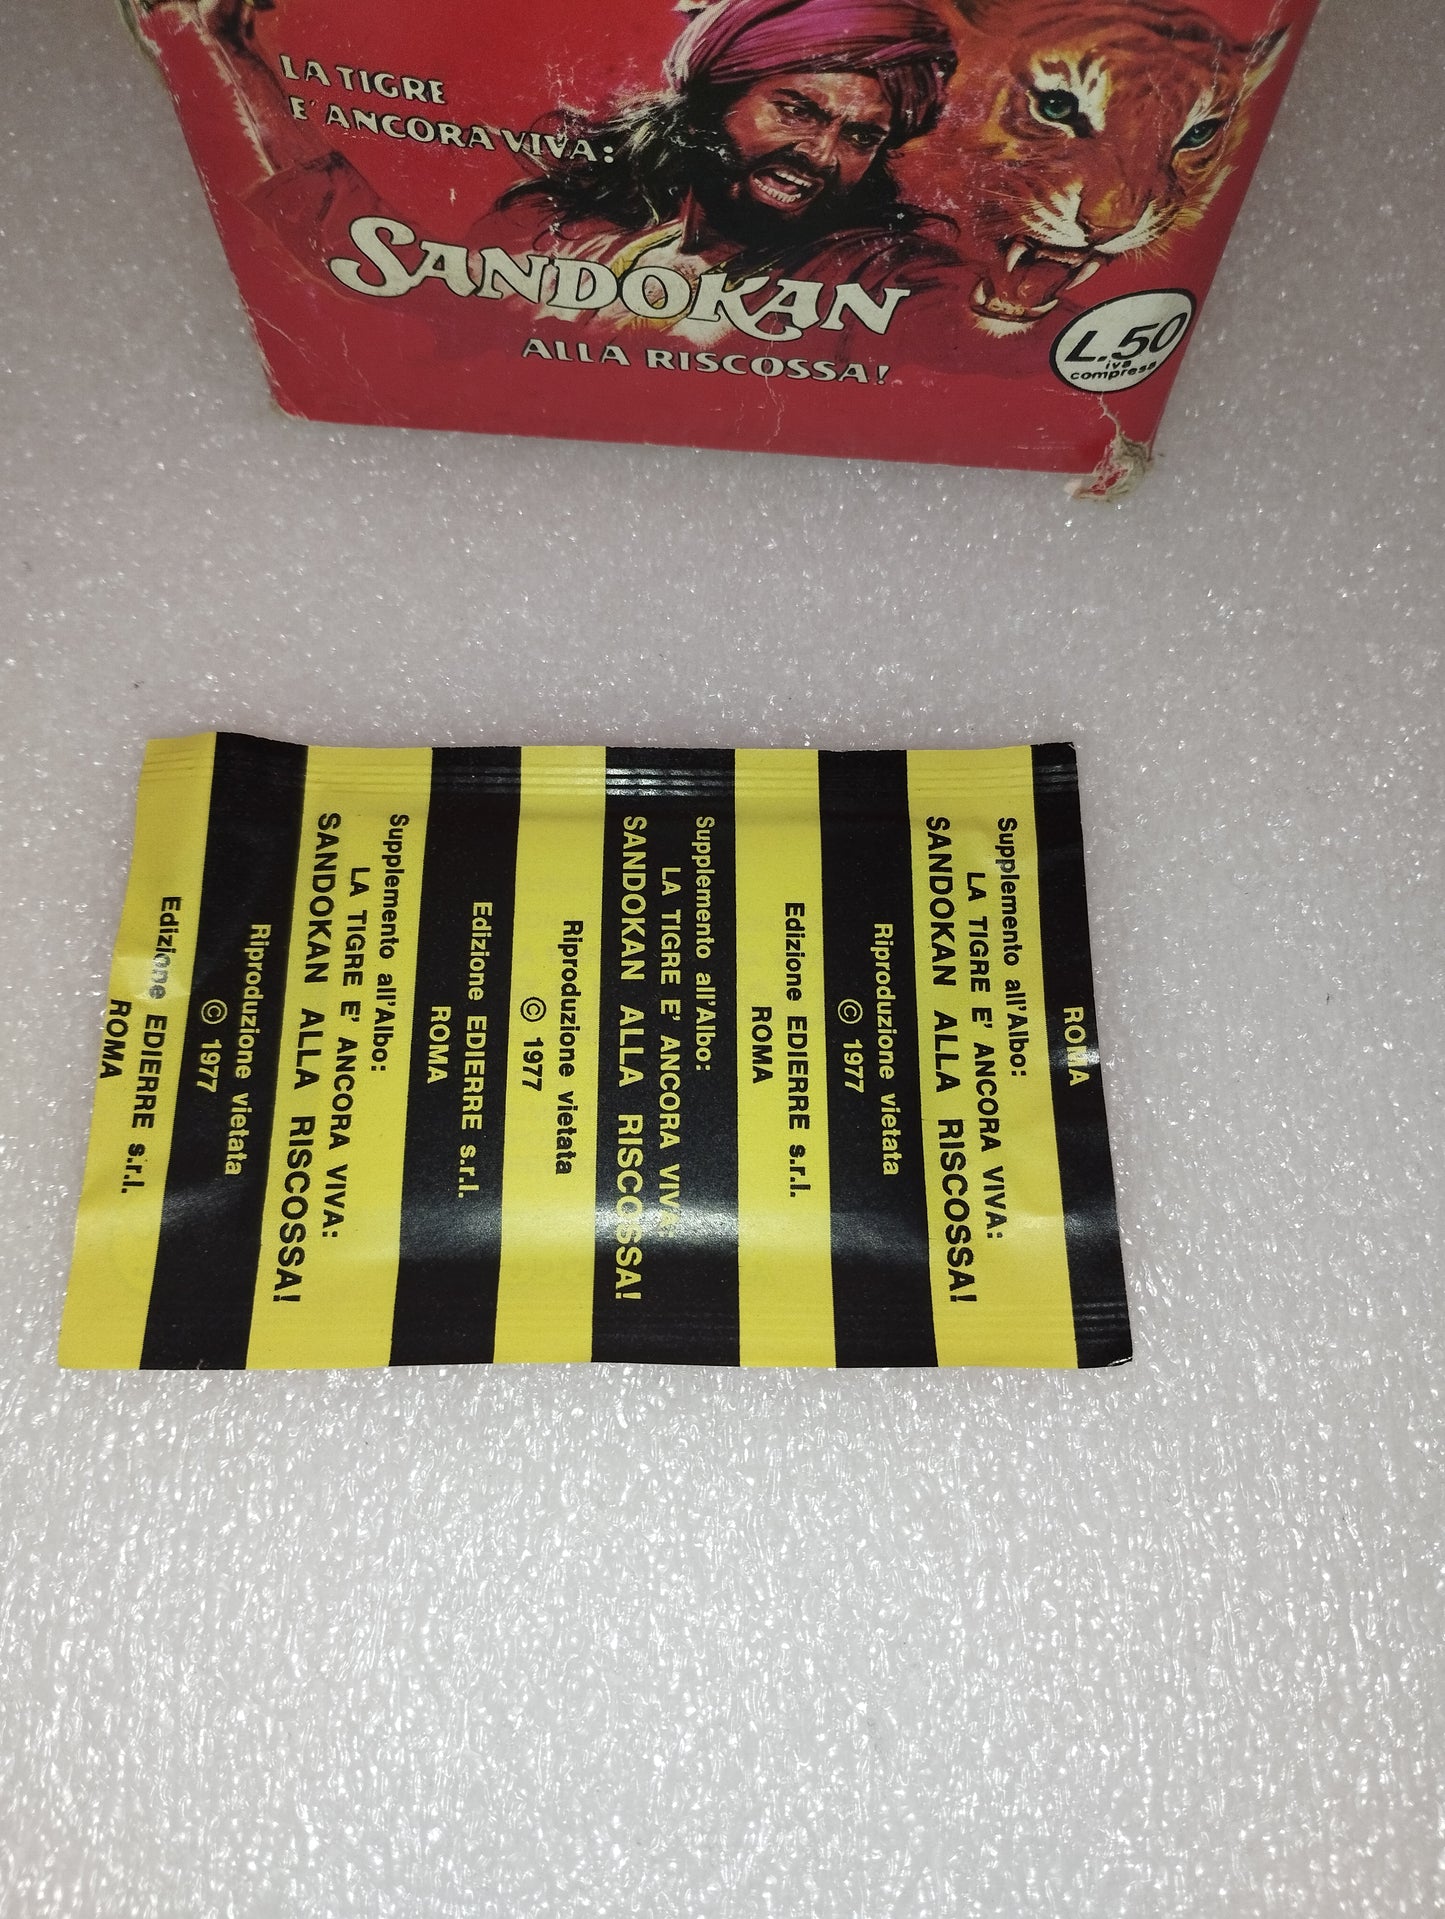 LA TIGRE
E' ANCORA VIVA:
SANDOKAN
ALLA RISCOSSA!
L.50
iva
compresa
ROMA
Supplemento all'Albo:
LA TIGRE E' ANCORA VIVA:
SANDOKAN ALLA RISCOSSA!
Riproduzione vietata
© 1977
Edizione EDIERRE s.r.l.
ROMA
Supplemento all'Albo:
LA TIGRE E' ANCORA VIVA:
SANDOKAN ALLA RISCOSSA!
Riproduzione vietata
© 1977
Edizione EDIERRE s.r.l.
ROMA
Supplemento all'Albo:
LA TIGRE E' ANCORA VIVA:
SANDOKAN ALLA RISCOSSA!
Riproduzione vietata
© 1977
Edizione EDIERRE s.r.l.
ROMA